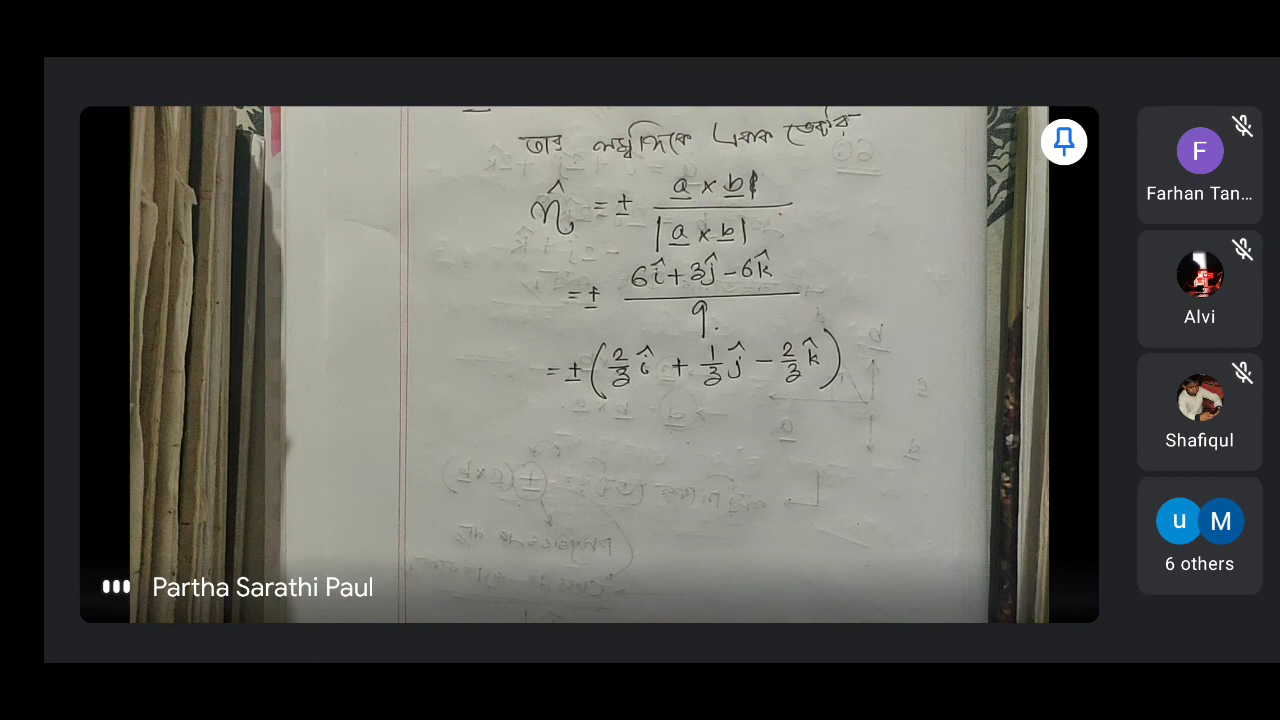 তার লম্বদিকে একক ভেক্টর
n̂ = ± a × b / |a × b|
= ± 6î + 3ĵ - 6k̂ / 9.
= ± (2/3 î + 1/3 ĵ - 2/3 k̂)
Partha Sarathi Paul
F
Farhan Tan...
Alvi
Shafiqul
u M
6 others